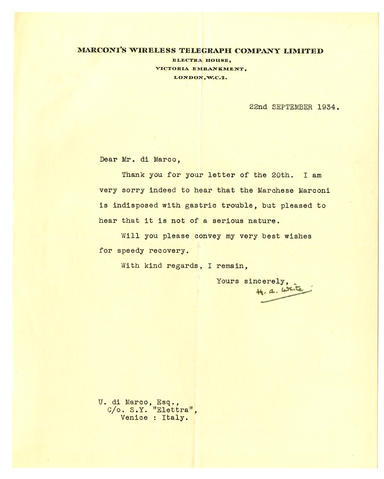 MARCONI'S WIRELESS TELEGRAPH COMPANY LIMITED
ELECTRA HOUSE,
VICTORIA EMBANKMENT,
LONDON, W.C.2.
22nd SEPTEMBER 1934.
Dear Mr. di Marco,
Thank you for your letter of the 20th. I am
very sorry indeed to hear that the Marchese Marconi
is indisposed with gastric trouble, but pleased to
hear that it is not of a serious nature.
Will you please convey my very best wishes
for speedy recovery.
With kind regards, I remain,
Yours sincerely,
H. A. White
U. di Marco, Esq.,
C/o. S.Y. "Elettra",
Venice : Italy.